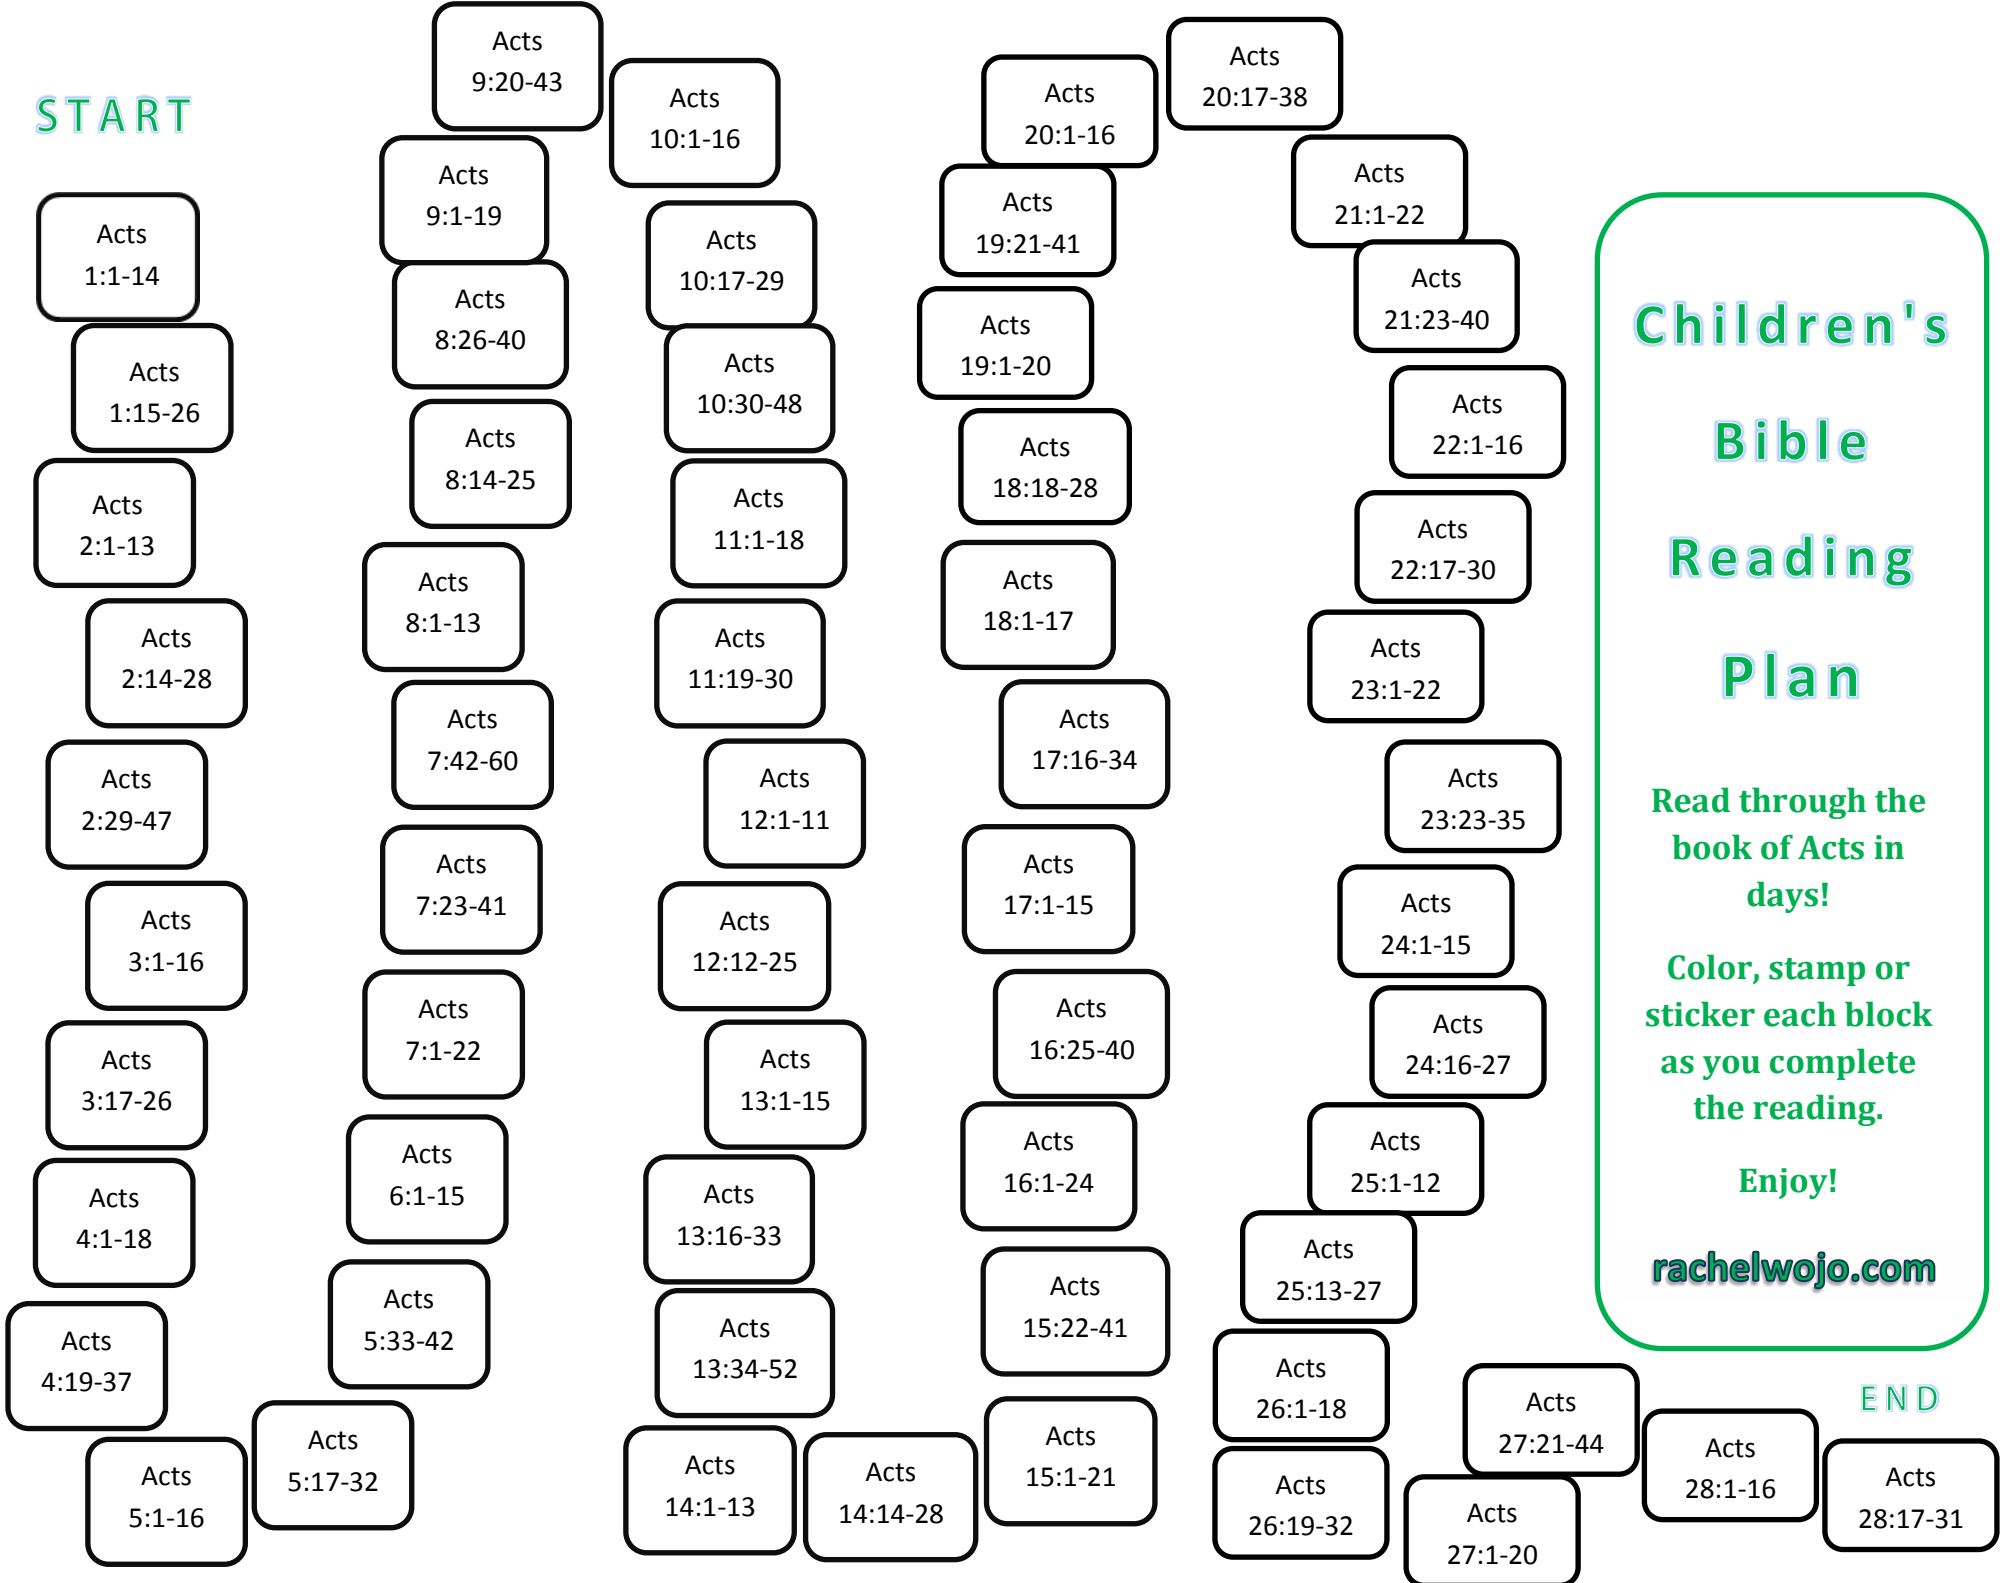 START
Acts
1:1-14
Acts
1:15-26
Acts
2:1-13
Acts
2:14-28
Acts
2:29-47
Acts
3:1-16
Acts
3:17-26
Acts
4:1-18
Acts
4:19-37
Acts
5:1-16
Acts
5:17-32
Acts
5:33-42
Acts
6:1-15
Acts
7:1-22
Acts
7:23-41
Acts
7:42-60
Acts
8:1-13
Acts
8:14-25
Acts
8:26-40
Acts
9:1-19
Acts
9:20-43
Acts
10:1-16
Acts
10:17-29
Acts
10:30-48
Acts
11:1-18
Acts
11:19-30
Acts
12:1-11
Acts
12:12-25
Acts
13:1-15
Acts
13:16-33
Acts
13:34-52
Acts
14:1-13
Acts
14:14-28
Acts
15:1-21
Acts
15:22-41
Acts
16:1-24
Acts
16:25-40
Acts
17:1-15
Acts
17:16-34
Acts
18:1-17
Acts
18:18-28
Acts
19:1-20
Acts
19:21-41
Acts
20:1-16
Acts
20:17-38
Acts
21:1-22
Acts
21:23-40
Acts
22:1-16
Acts
22:17-30
Acts
23:1-22
Acts
23:23-35
Acts
24:1-15
Acts
24:16-27
Acts
25:1-12
Acts
25:13-27
Acts
26:1-18
Acts
26:19-32
Acts
27:1-20
Acts
27:21-44
Acts
28:1-16
Acts
28:17-31
END
Children's
Bible
Reading
Plan
Read through the
book of Acts in
days!
Color, stamp or
sticker each block
as you complete
the reading.
Enjoy!
rachelwojo.com